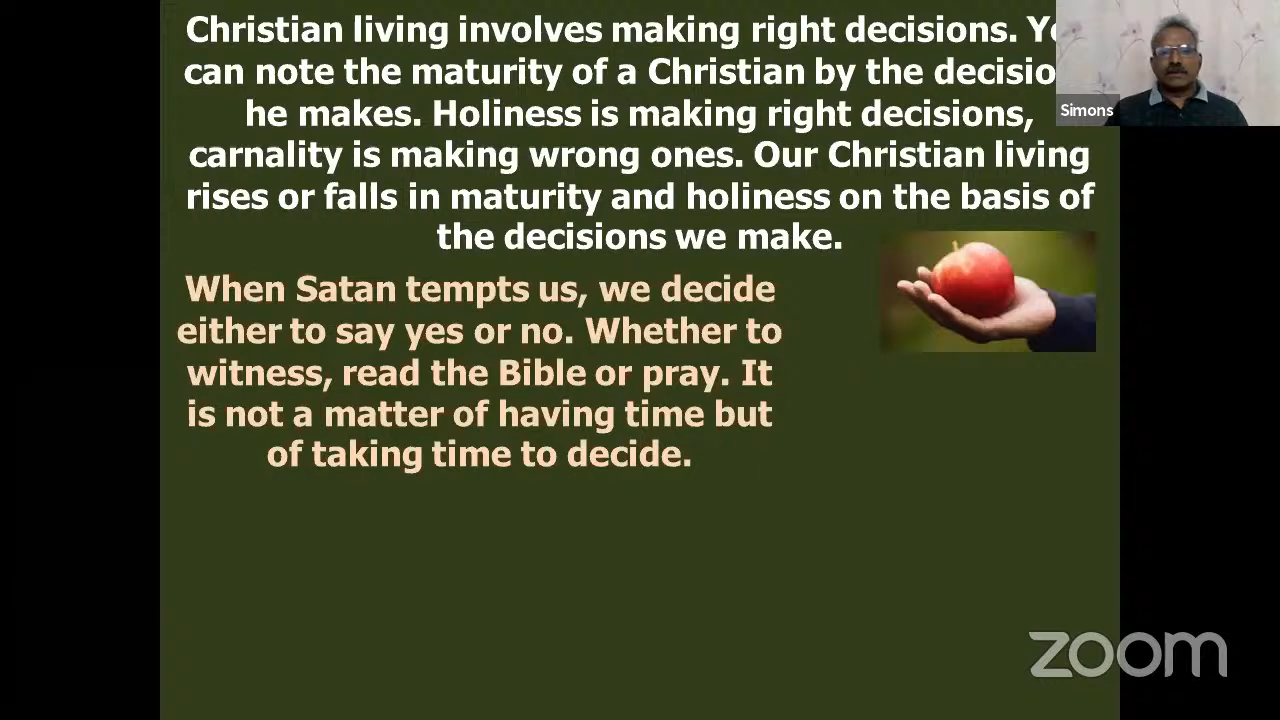 Christian living involves making right decisions.
can note the maturity of a Christian by the
he makes. Holiness is making right decisions,
carnality is making wrong ones. Our Christian living
rises or falls in maturity and holiness on the basis of
the decisions we make.
When Satan tempts us, we decide
either to say yes or no. Whether to
witness, read the Bible or pray. It
is not a matter of having time but
of taking time to decide.
Simons
zoom